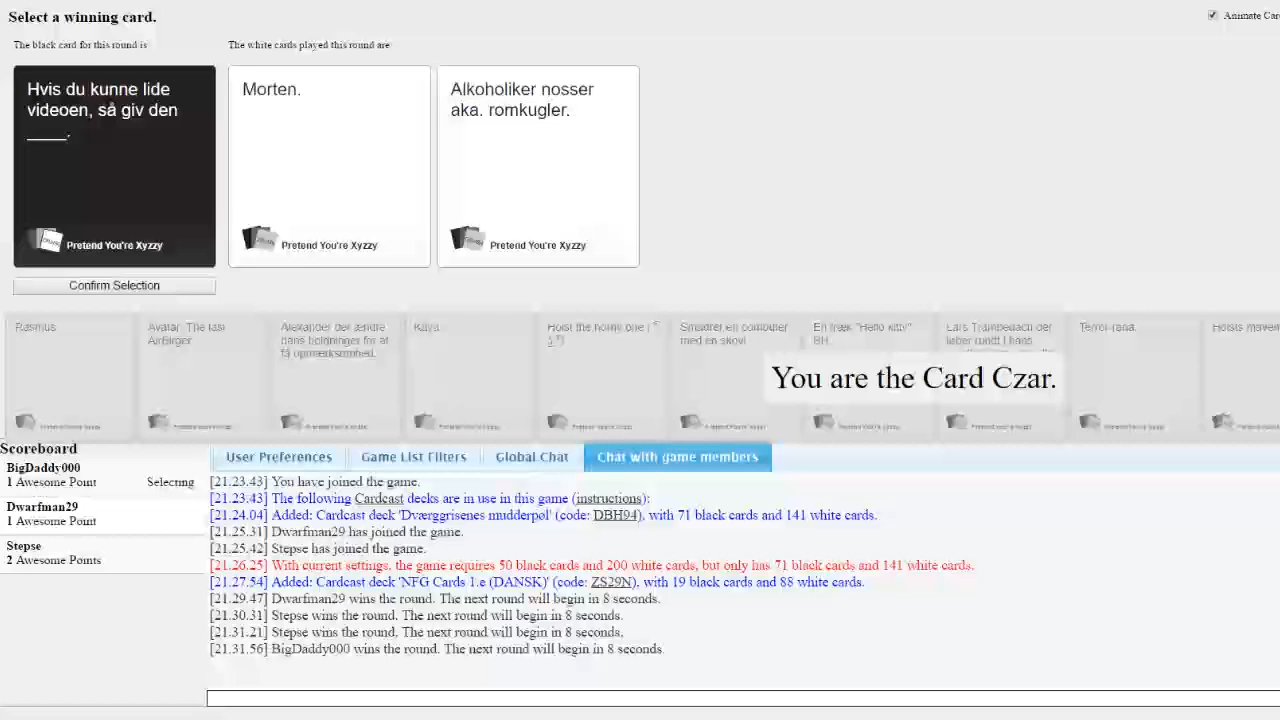 Select a winning card.
Animate Car
The black card for this round is
The white cards played this round are
Hvis du kunne lide
videoen, så giv den
_____.
Pretend You're Xyzzy
Morten.
Pretend You're Xyzzy
Alkoholiker nosser
aka. romkugler.
Pretend You're Xyzzy
Confirm Selection
Rasmus
Avatar: The last
Airbirger.
Alexander der ændre
hans holdninger for at
få opmærksomhed.
Holst the horny one
Smadret en computer
med en skovl
En fræk "Hello kitty"
BH.
Lars Trampedach der
løber rundt i hans
Terror-rana.
You are the Card Czar.
Scoreboard
BigDaddy000
1 Awesome Point
Selecting
Dwarfman29
1 Awesome Point
Stepse
2 Awesome Points
User Preferences
Game List Filters
Global Chat
Chat with game members
[21.23.43] You have joined the game.
[21.23.43] The following Cardcast decks are in use in this game (instructions):
[21.24.04] Added: Cardcast deck 'Dværggrisenes mudderpøl' (code: DBH94), with 71 black cards and 141 white cards.
[21.25.31] Dwarfman29 has joined the game.
[21.25.42] Stepse has joined the game.
[21.26.25] With current settings, the game requires 50 black cards and 200 white cards, but only has 71 black cards and 141 white cards.
[21.27.54] Added: Cardcast deck 'NFG Cards 1.e (DANSK)' (code: ZS29N), with 19 black cards and 88 white cards.
[21.29.47] Dwarfman29 wins the round. The next round will begin in 8 seconds.
[21.30.31] Stepse wins the round. The next round will begin in 8 seconds.
[21.31.21] Stepse wins the round. The next round will begin in 8 seconds.
[21.31.56] BigDaddy000 wins the round. The next round will begin in 8 seconds.